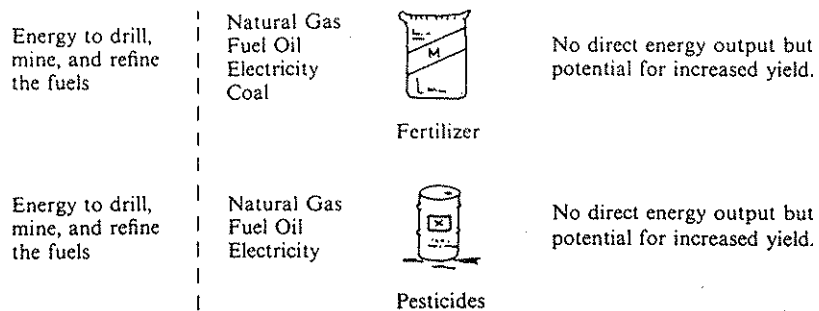 Energy to drill,
mine, and refine
the fuels
Natural Gas
Fuel Oil
Electricity
Coal
M
Fertilizer
No direct energy output but
potential for increased yield.
Energy to drill,
mine, and refine
the fuels
Natural Gas
Fuel Oil
Electricity
X
Pesticides
No direct energy output but
potential for increased yield.